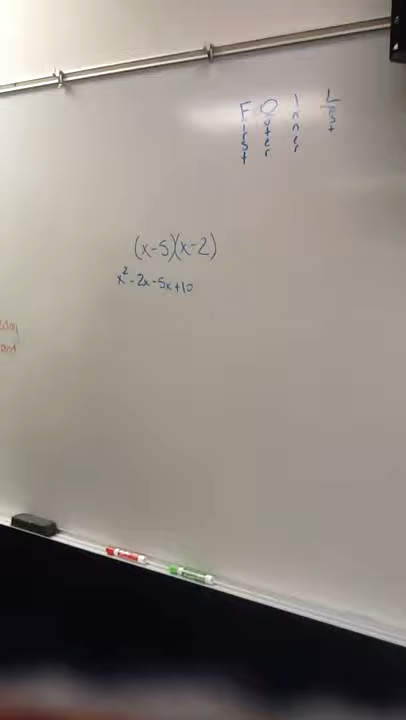 First Outer Inner Last
(x-5)(x-2)
x²-2x-5x+10